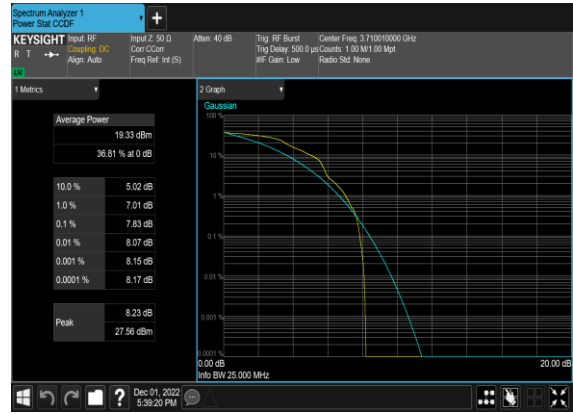 Spectrum Analyzer 1
Power Stat CCDF
+
KEYSIGHT Input: RF Input Z: 50 Ω Atten: 40 dB Trig: RF Burst Center Freq: 3.710010000 GHz
R T Coupling: DC Corr CCorr Trig Delay: 500.0 µs Counts: 1.00 M/1.00 Mpt
Align: Auto Freq Ref: Int (S) #IF Gain: Low Radio Std: None
1 Metrics
2 Graph
Average Power
19.33 dBm
36.81 % at 0 dB
10.0 % 5.02 dB
1.0 % 7.01 dB
0.1 % 7.83 dB
0.01 % 8.07 dB
0.001 % 8.15 dB
0.0001 % 8.17 dB
Peak 8.23 dB
27.56 dBm
Gaussian
100 %
10 %
1 %
0.1 %
0.01 %
0.001 %
0.0001 %
0.00 dB 20.00 dB
Info BW 25.000 MHz
? Dec 01, 2022
5:39:20 PM